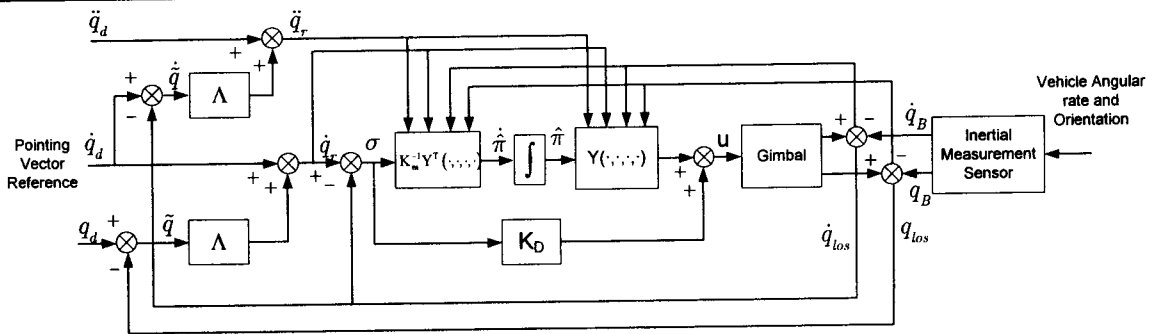 q̈_d
q̈_r
+
+
Vehicle Angular
rate and
Orientation
+
−
q̃̇
Λ
q̇_B
Inertial
Measurement
Sensor
Pointing
Vector
Reference
q̇_d
q̇_r
σ
K_m^{-1}Y^T(·,·,·,·)
π̂̇
∫
π̂
Y(·,·,·,·)
u
Gimbal
+
−
+
−
+
+
+
−
+
+
q_B
q_d
+
−
q̃
Λ
K_D
q̇_los
q_los